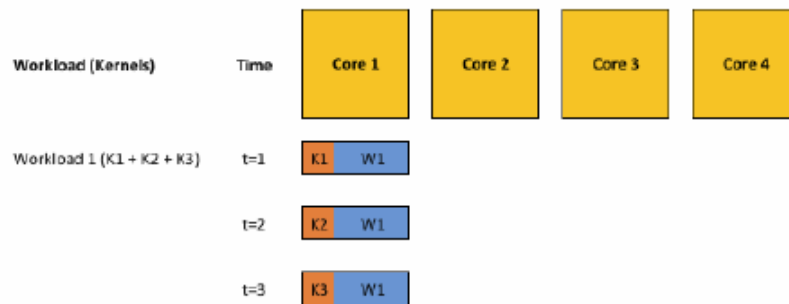 Workload (Kernels) Time Core 1 Core 2 Core 3 Core 4
Workload 1 (K1 + K2 + K3) t=1 K1 W1
t=2 K2 W1
t=3 K3 W1